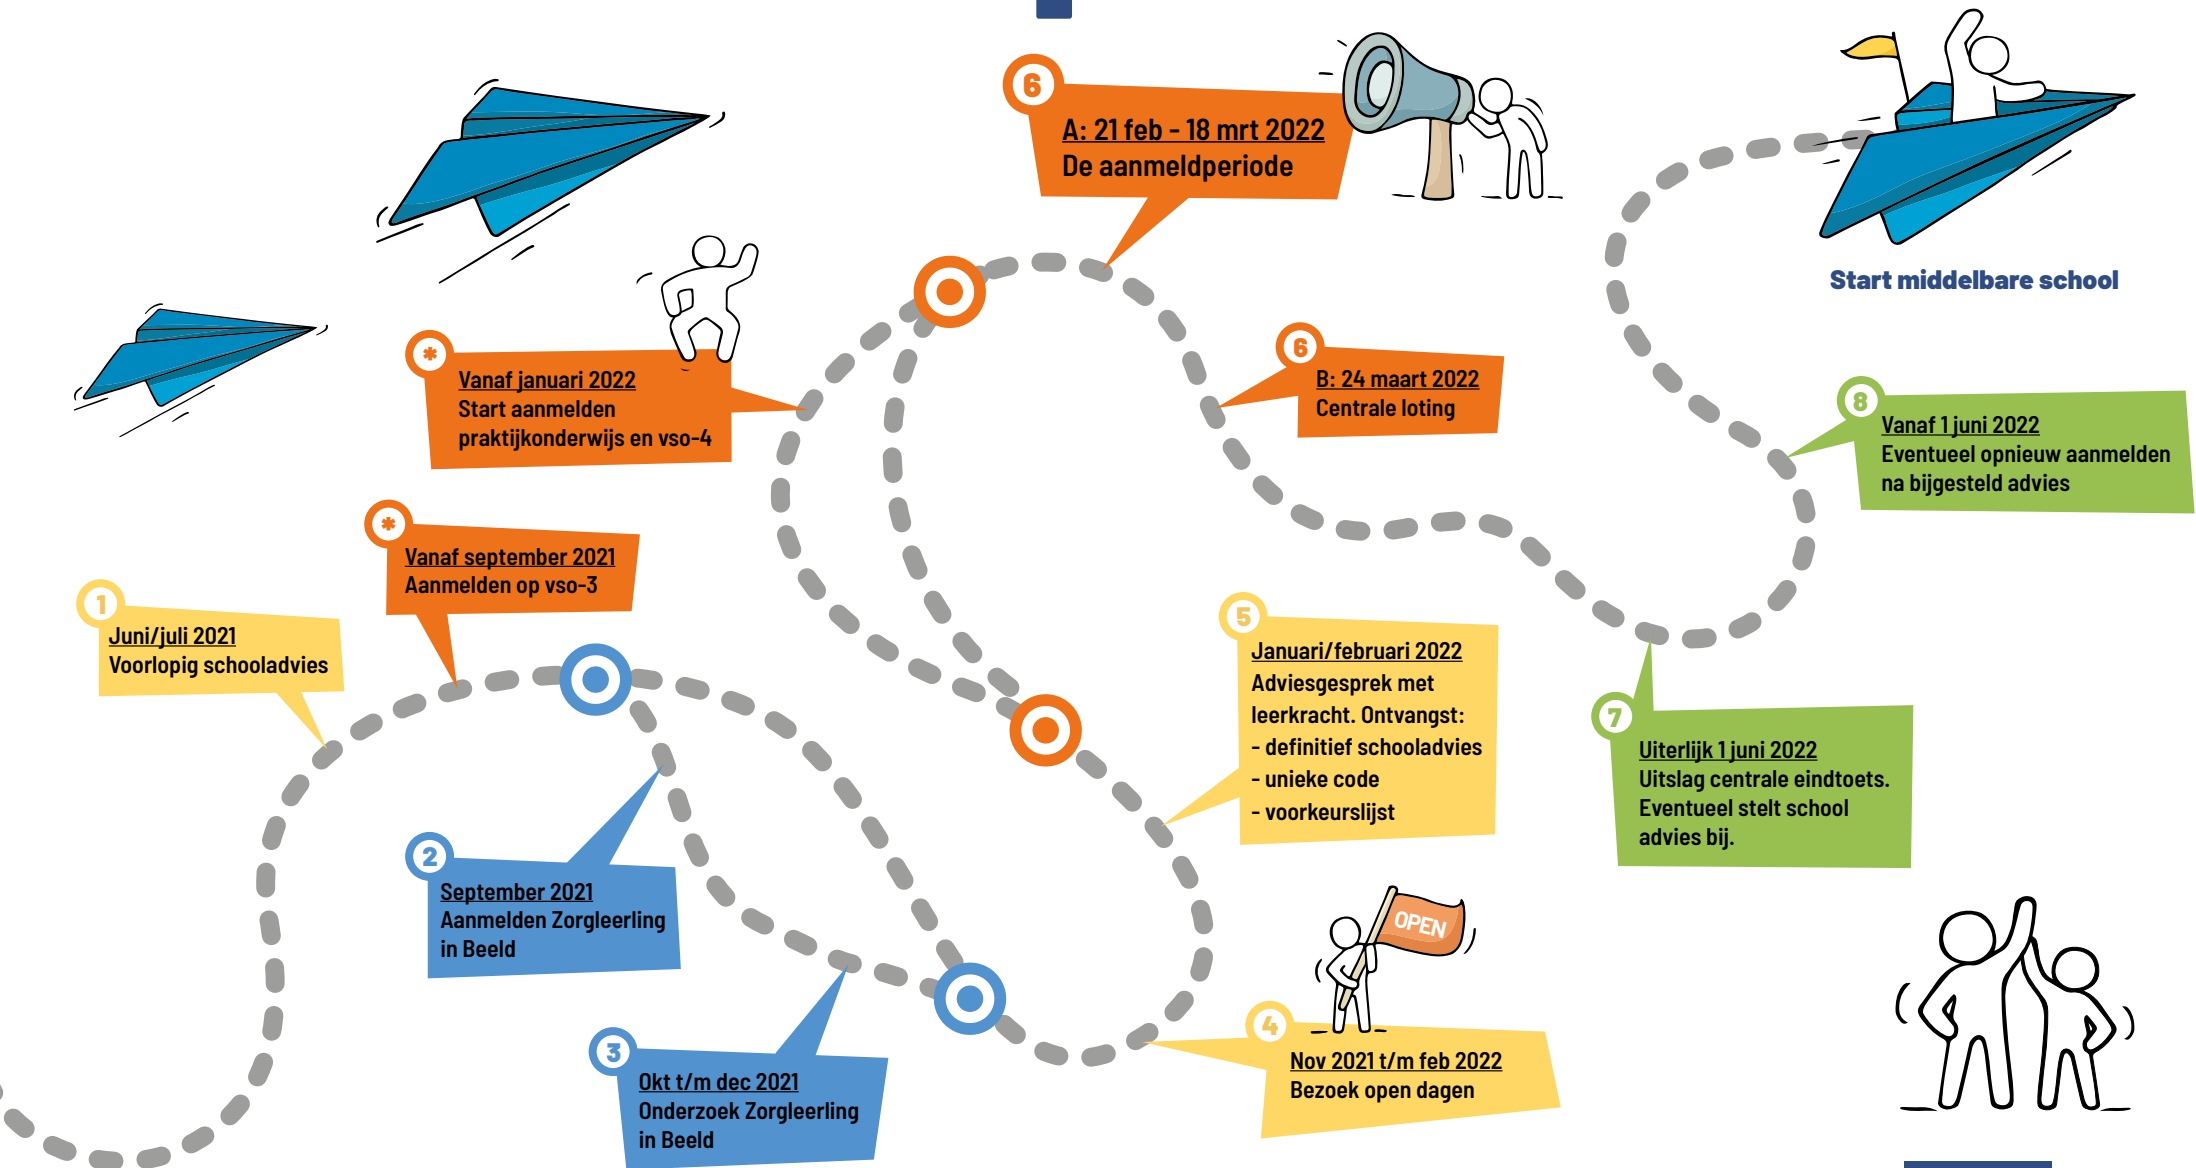 1
Juni/juli 2021
Voorlopig schooladvies
*
Vanaf september 2021
Aanmelden op vso-3
2
September 2021
Aanmelden Zorgleerling
in Beeld
3
Okt t/m dec 2021
Onderzoek Zorgleerling
in Beeld
OPEN
4
Nov 2021 t/m feb 2022
Bezoek open dagen
5
Januari/februari 2022
Adviesgesprek met
leerkracht. Ontvangst:
- definitief schooladvies
- unieke code
- voorkeurslijst
*
Vanaf januari 2022
Start aanmelden
praktijkonderwijs en vso-4
6
A: 21 feb - 18 mrt 2022
De aanmeldperiode
6
B: 24 maart 2022
Centrale loting
7
Uiterlijk 1 juni 2022
Uitslag centrale eindtoets.
Eventueel stelt school
advies bij.
8
Vanaf 1 juni 2022
Eventueel opnieuw aanmelden
na bijgesteld advies
Start middelbare school